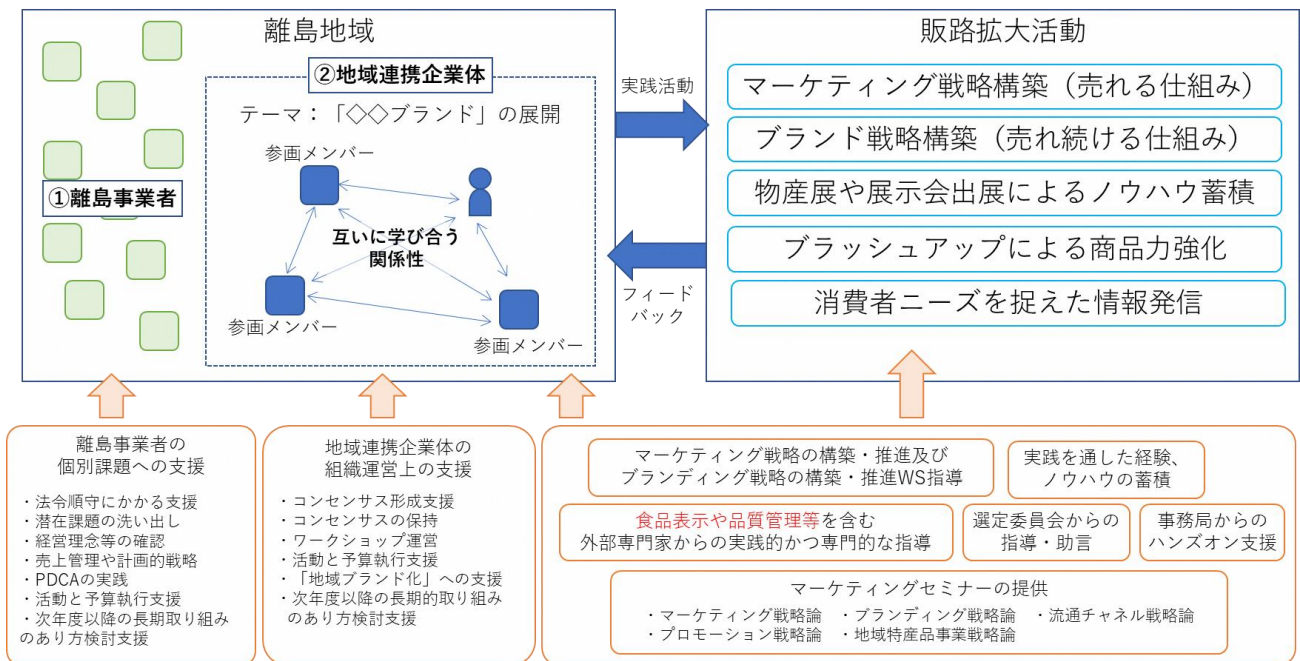 離島地域
②地域連携企業体
テーマ：「◇◇ブランド」の展開
参画メンバー
①離島事業者
互いに学び合う
関係性
参画メンバー
参画メンバー
実践活動
フィード
バック
販路拡大活動
マーケティング戦略構築（売れる仕組み）
ブランド戦略構築（売れ続ける仕組み）
物産展や展示会出展によるノウハウ蓄積
ブラッシュアップによる商品力強化
消費者ニーズを捉えた情報発信
離島事業者の
個別課題への支援
・法令順守にかかる支援
・潜在課題の洗い出し
・経営理念等の確認
・売上管理や計画的戦略
・PDCAの実践
・活動と予算執行支援
・次年度以降の長期取り組み
のあり方検討支援
地域連携企業体の
組織運営上の支援
・コンセンサス形成支援
・コンセンサスの保持
・ワークショップ運営
・活動と予算執行支援
・「地域ブランド化」への支援
・次年度以降の長期的取り組み
のあり方検討支援
マーケティング戦略の構築・推進及び
ブランディング戦略の構築・推進WS指導
実践を通した経験、
ノウハウの蓄積
食品表示や品質管理等を含む
外部専門家からの実践的かつ専門的な指導
選定委員会からの
指導・助言
事務局からの
ハンズオン支援
マーケティングセミナーの提供
・マーケティング戦略論　・ブランディング戦略論　・流通チャネル戦略論
・プロモーション戦略論　・地域特産品事業戦略論